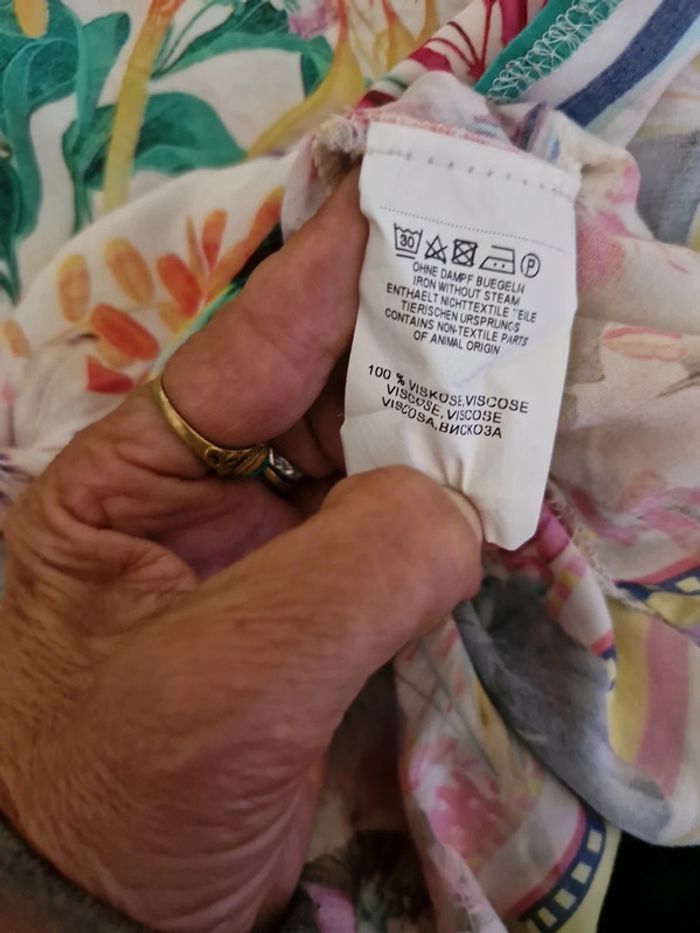 30 P
OHNE DAMPF BUEGELN
IRON WITHOUT STEAM
ENTHAELT NICHTTEXTILE TEILE
TIERISCHEN URSPRUNGS
CONTAINS NON-TEXTILE PARTS
OF ANIMAL ORIGIN
100 % VISKOSE,VISCOSE
VISCOSE, VISCOSE
VISCOSA,ВИСКОЗА